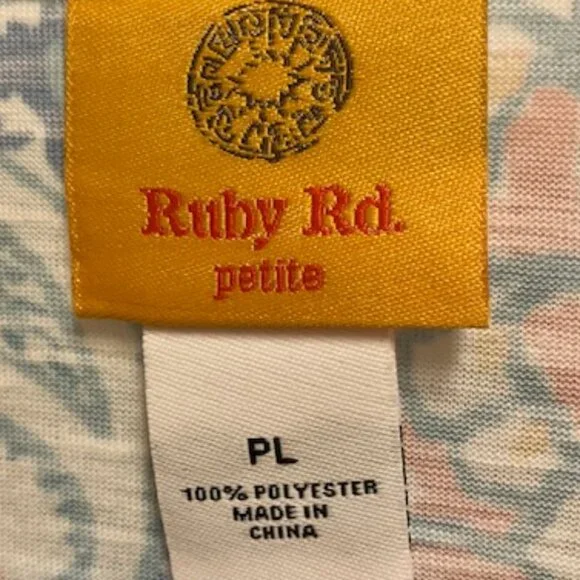 Ruby Rd.
petite
PL
100% POLYESTER
MADE IN
CHINA